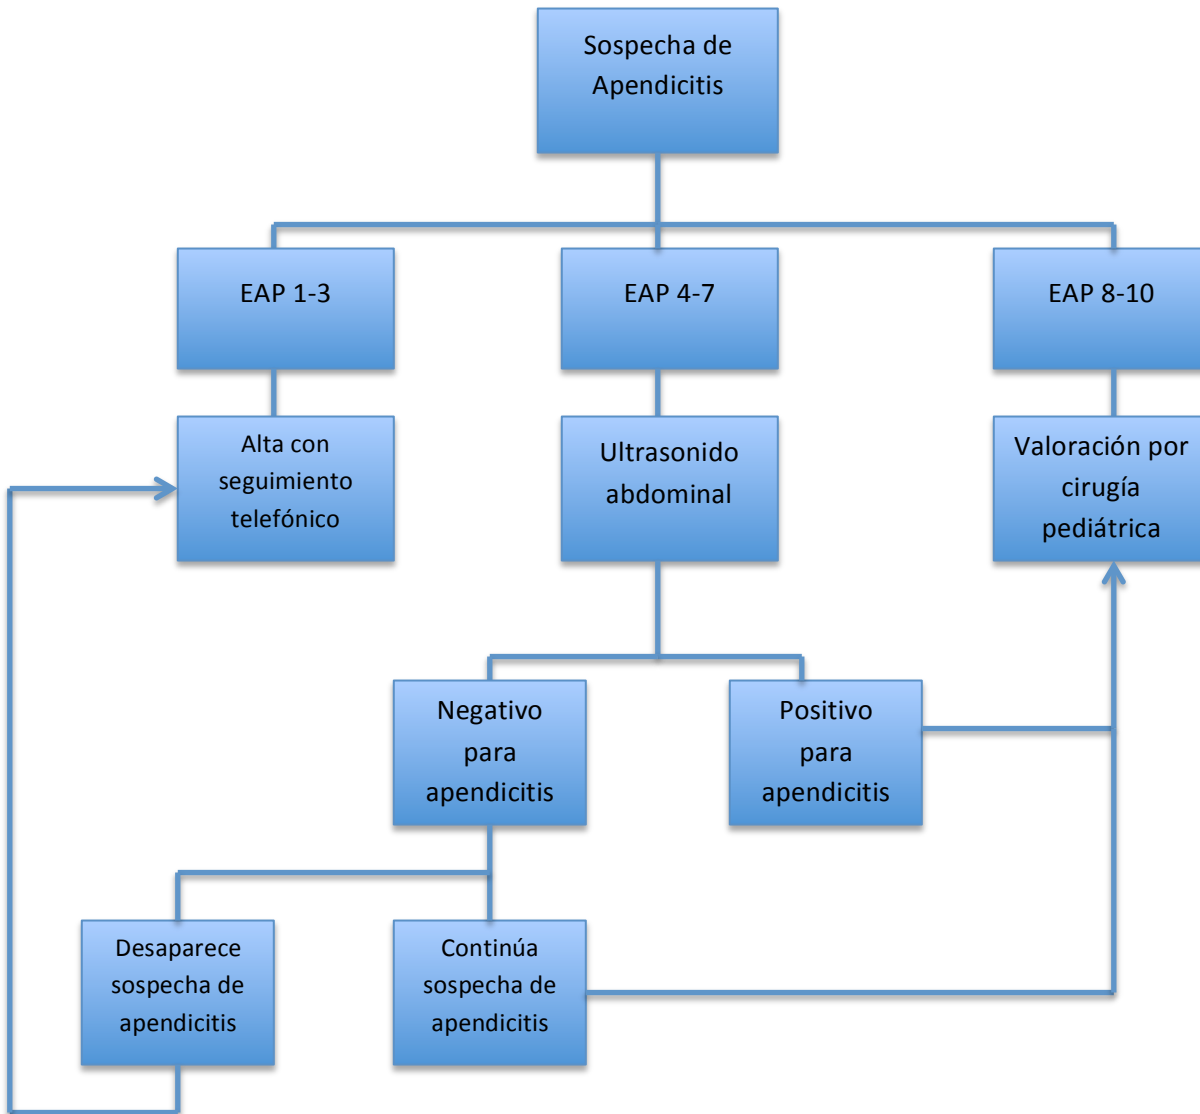 Sospecha de
Apendicitis
EAP 1-3
EAP 4-7
EAP 8-10
Alta con
seguimiento
telefónico
Ultrasonido
abdominal
Valoración por
cirugía
pediátrica
Negativo
para
apendicitis
Positivo
para
apendicitis
Desaparece
sospecha de
apendicitis
Continúa
sospecha de
apendicitis